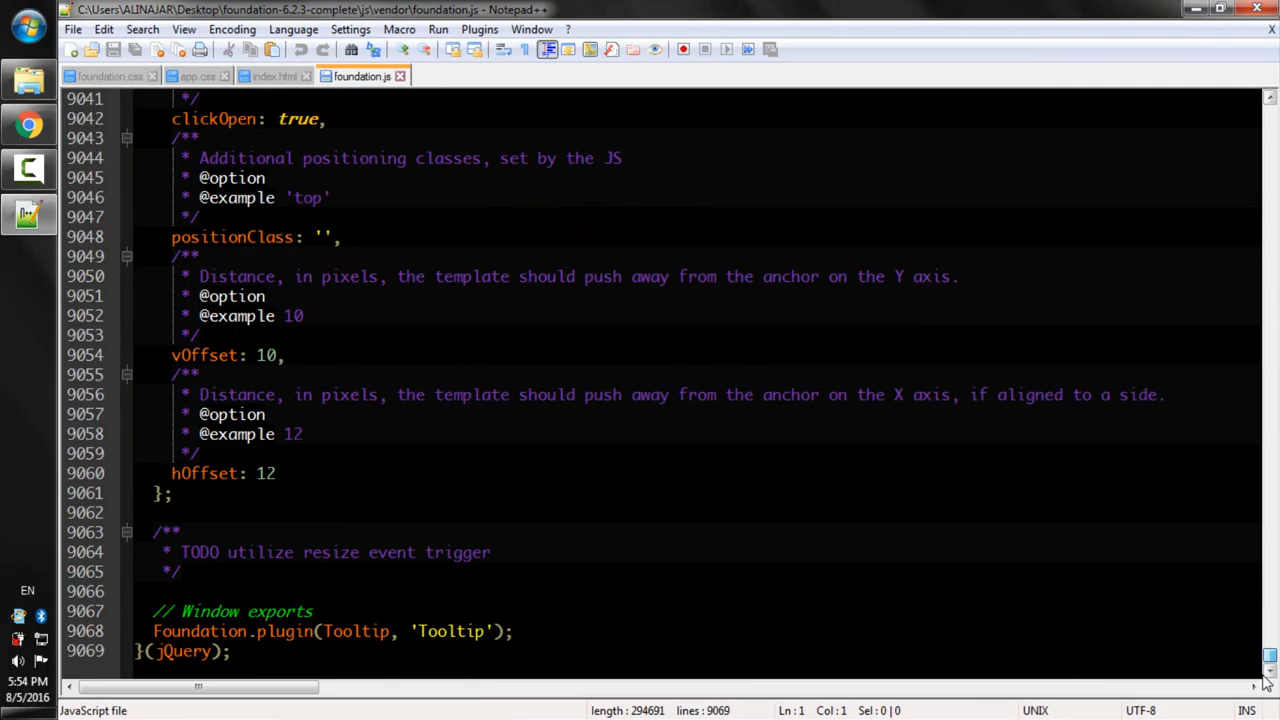 C:\Users\ALINAJAR\Desktop\foundation-6.2.3-complete\js\vendor\foundation.js - Notepad++
File Edit Search View Encoding Language Settings Macro Run Plugins Window ? X
foundation.css app.css index.html foundation.js
9041 */
9042 clickOpen: true,
9043 /**
9044 * Additional positioning classes, set by the JS
9045 * @option
9046 * @example 'top'
9047 */
9048 positionClass: '',
9049 /**
9050 * Distance, in pixels, the template should push away from the anchor on the Y axis.
9051 * @option
9052 * @example 10
9053 */
9054 vOffset: 10,
9055 /**
9056 * Distance, in pixels, the template should push away from the anchor on the X axis, if aligned to a side.
9057 * @option
9058 * @example 12
9059 */
9060 hOffset: 12
9061 };
9062
9063 /**
9064 * TODO utilize resize event trigger
9065 */
9066
9067 // Window exports
9068 Foundation.plugin(Tooltip, 'Tooltip');
9069 }(jQuery);
EN
5:54 PM
8/5/2016
JavaScript file length : 294691 lines : 9069 Ln : 1 Col : 1 Sel : 0 | 0 UNIX UTF-8 INS